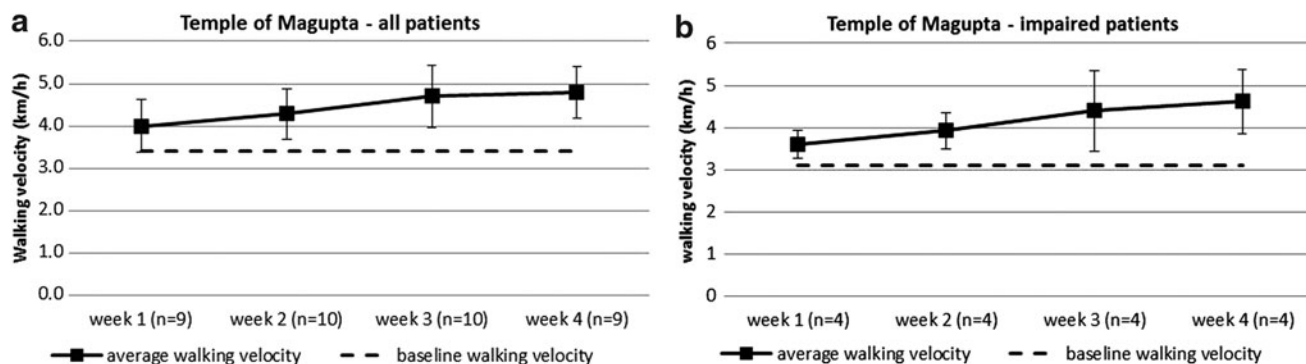 a
Temple of Magupta - all patients
Walking velocity (km/h)
6.0
5.0
4.0
3.0
2.0
1.0
0.0
week 1 (n=9) week 2 (n=10) week 3 (n=10) week 4 (n=9)
average walking velocity baseline walking velocity
b
Temple of Magupta - impaired patients
walking velocity (km/h)
6
5
4
3
2
1
0
week 1 (n=4) week 2 (n=4) week 3 (n=4) week 4 (n=4)
average walking velocity baseline walking velocity